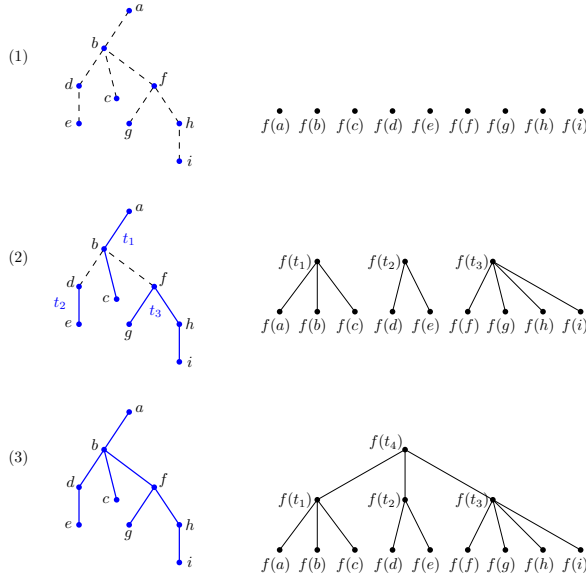 a
b
(1)
d
f
c
e
g
h
i
f(a) f(b) f(c) f(d) f(e) f(f) f(g) f(h) f(i)
a
t₁
b
(2)
f(t₁) f(t₂) f(t₃)
d
f
t₂
c
t₃
e
g
h
f(a) f(b) f(c) f(d) f(e) f(f) f(g) f(h) f(i)
i
a
b
f(t₄)
(3)
d
f
c
f(t₁) f(t₂) f(t₃)
e
g
h
i
f(a) f(b) f(c) f(d) f(e) f(f) f(g) f(h) f(i)